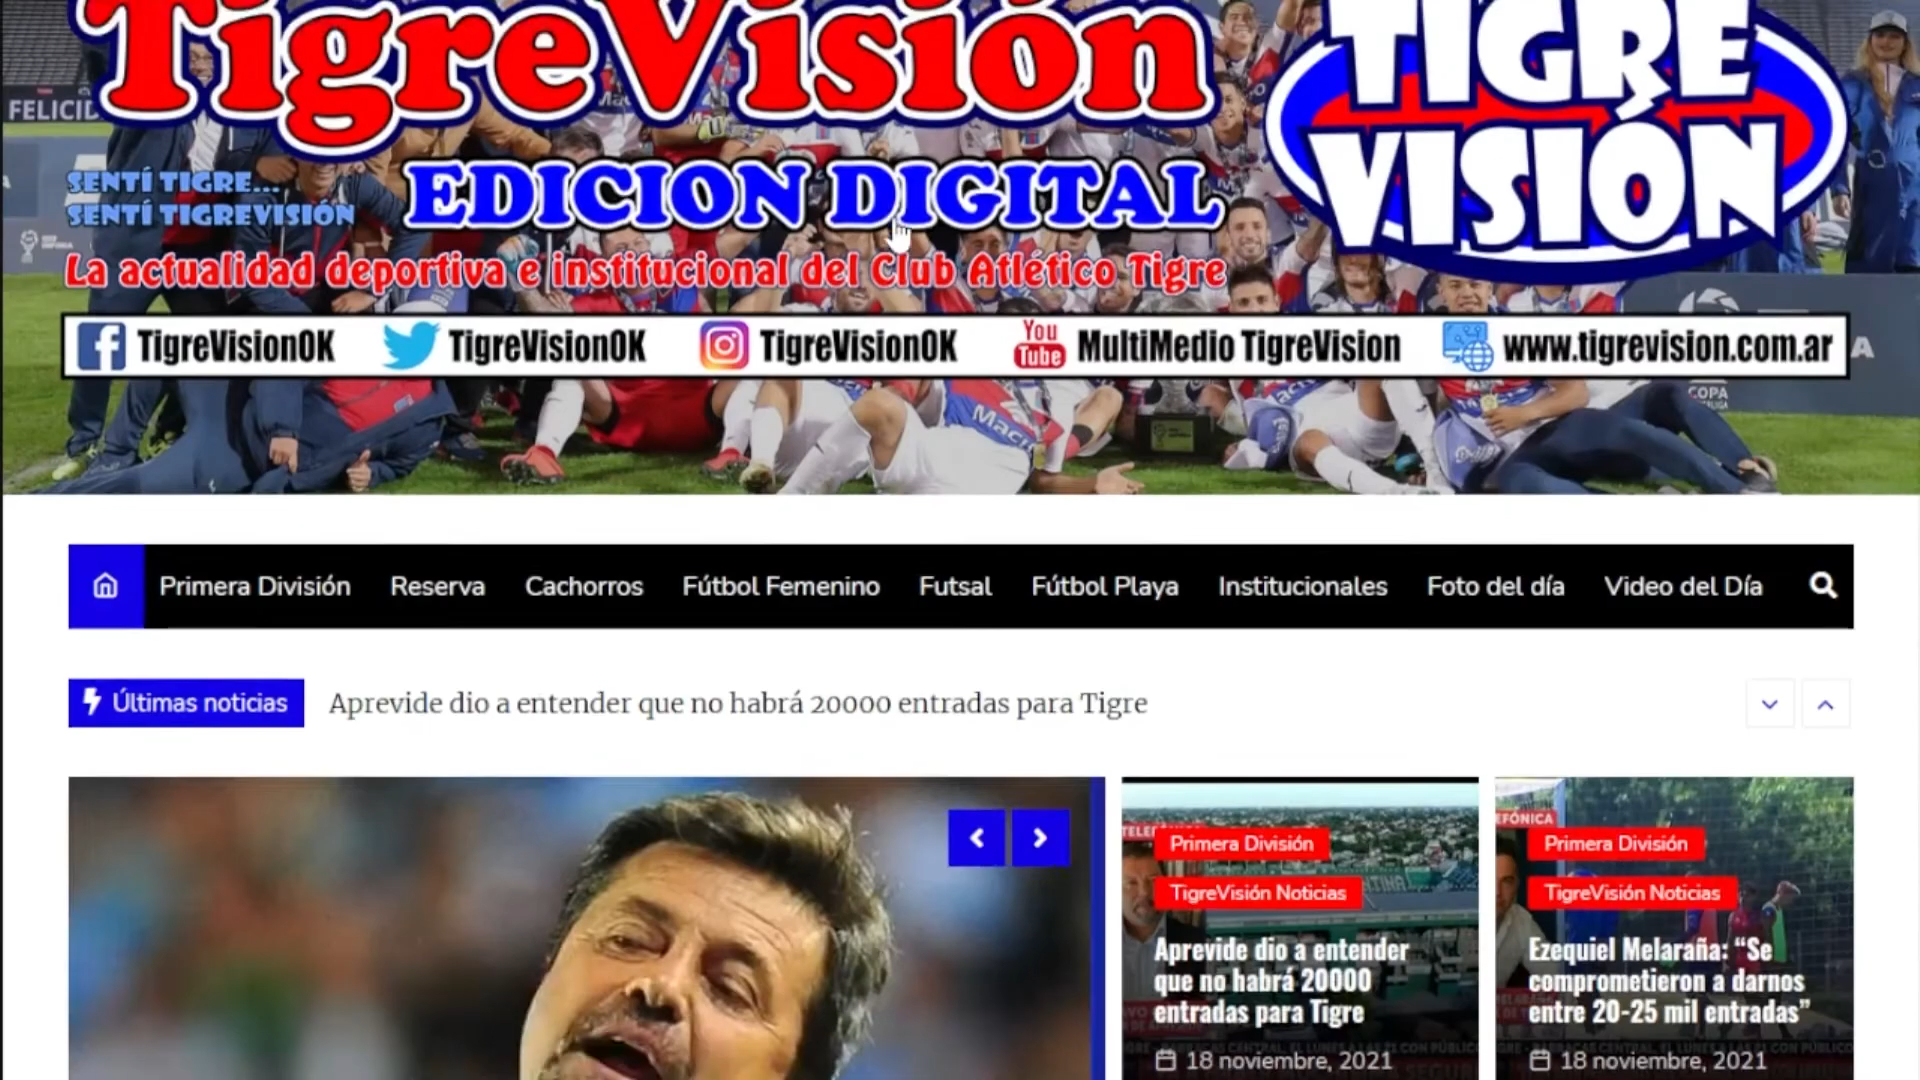 TigreVisión
TIGRE
VISIÓN
FELICID
SENTÍ TIGRE...
SENTÍ TIGREVISIÓN
EDICION DIGITAL
La actualidad deportiva e institucional del Club Atlético Tigre
TigreVisionOK
TigreVisionOK
TigreVisionOK
You
Tube
MultiMedio TigreVision
www.tigrevision.com.ar
COPA
Primera División
Reserva
Cachorros
Fútbol Femenino
Futsal
Fútbol Playa
Institucionales
Foto del día
Video del Día
Últimas noticias
Aprevide dio a entender que no habrá 20000 entradas para Tigre
Primera División
TigreVisión Noticias
Aprevide dio a entender
que no habrá 20000
entradas para Tigre
18 noviembre, 2021
EFÓNICA
Primera División
TigreVisión Noticias
Ezequiel Melaraña: “Se
comprometieron a darnos
entre 20-25 mil entradas”
18 noviembre, 2021